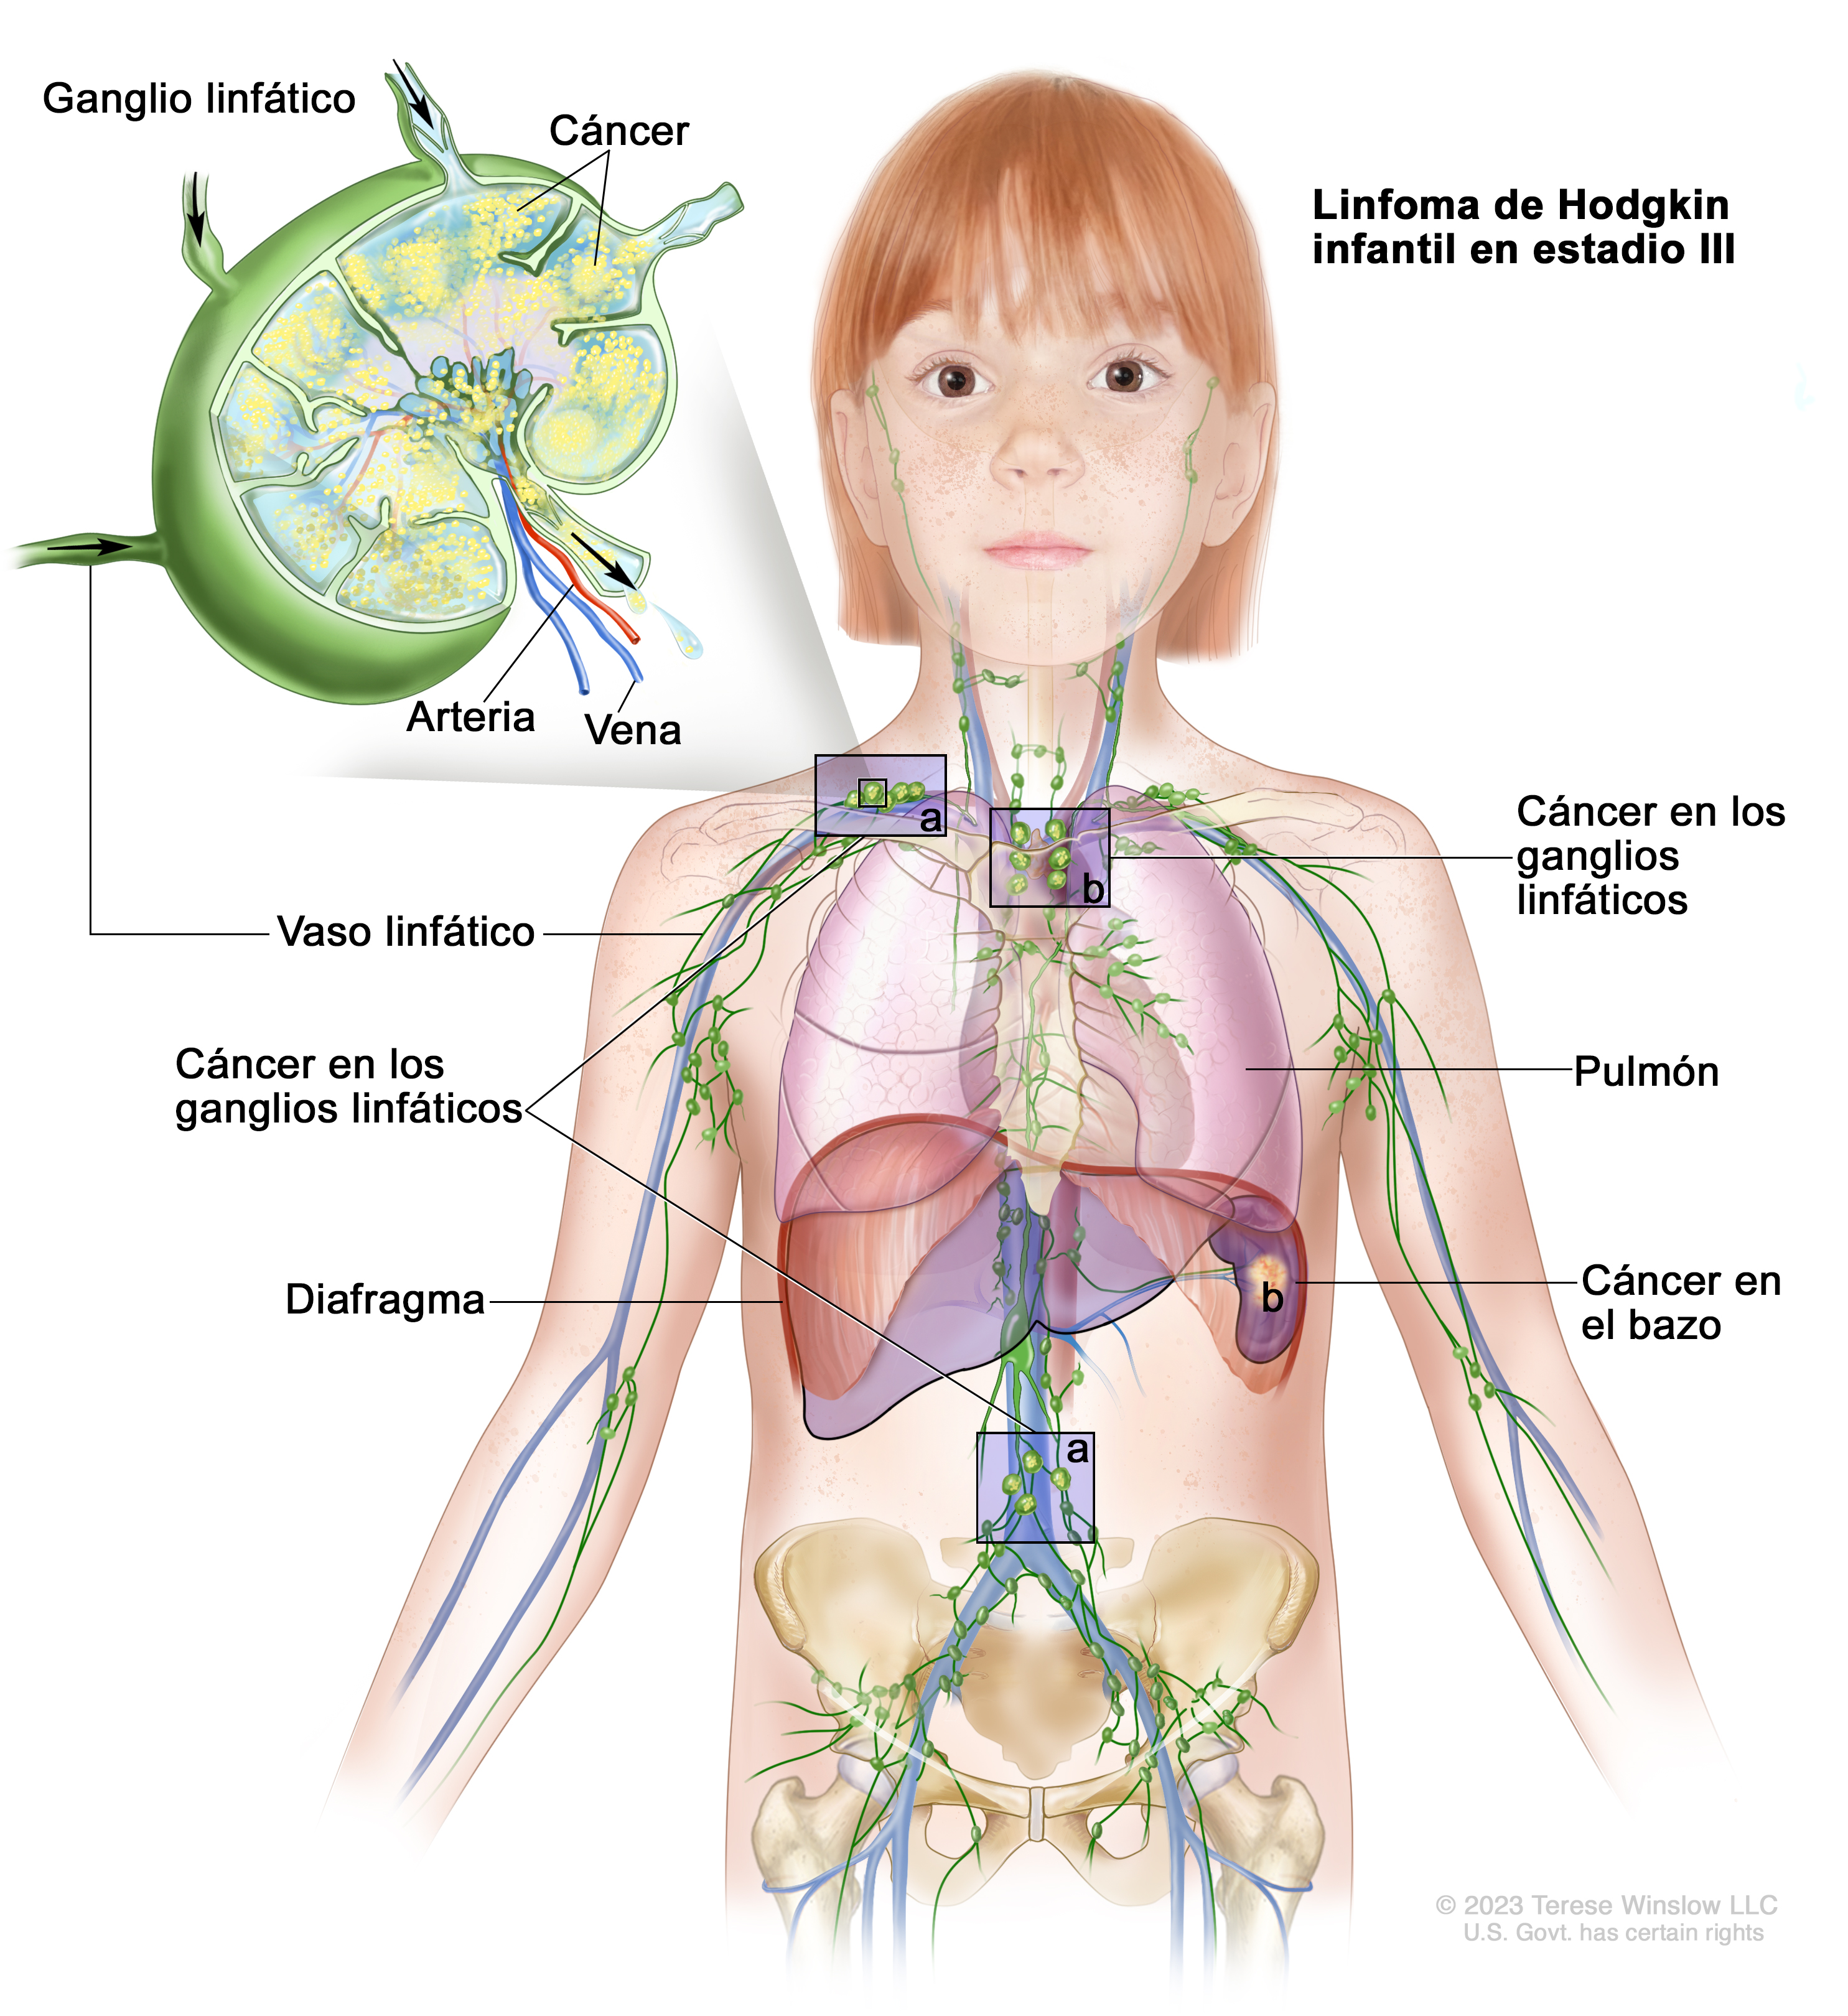 Ganglio linfático
Cáncer
Linfoma de Hodgkin
infantil en estadio III
Arteria
Vena
a
b
Cáncer en los
ganglios
linfáticos
Vaso linfático
Cáncer en los
ganglios linfáticos
Pulmón
Diafragma
b
Cáncer en
el bazo
a
© 2023 Terese Winslow LLC
U.S. Govt. has certain rights